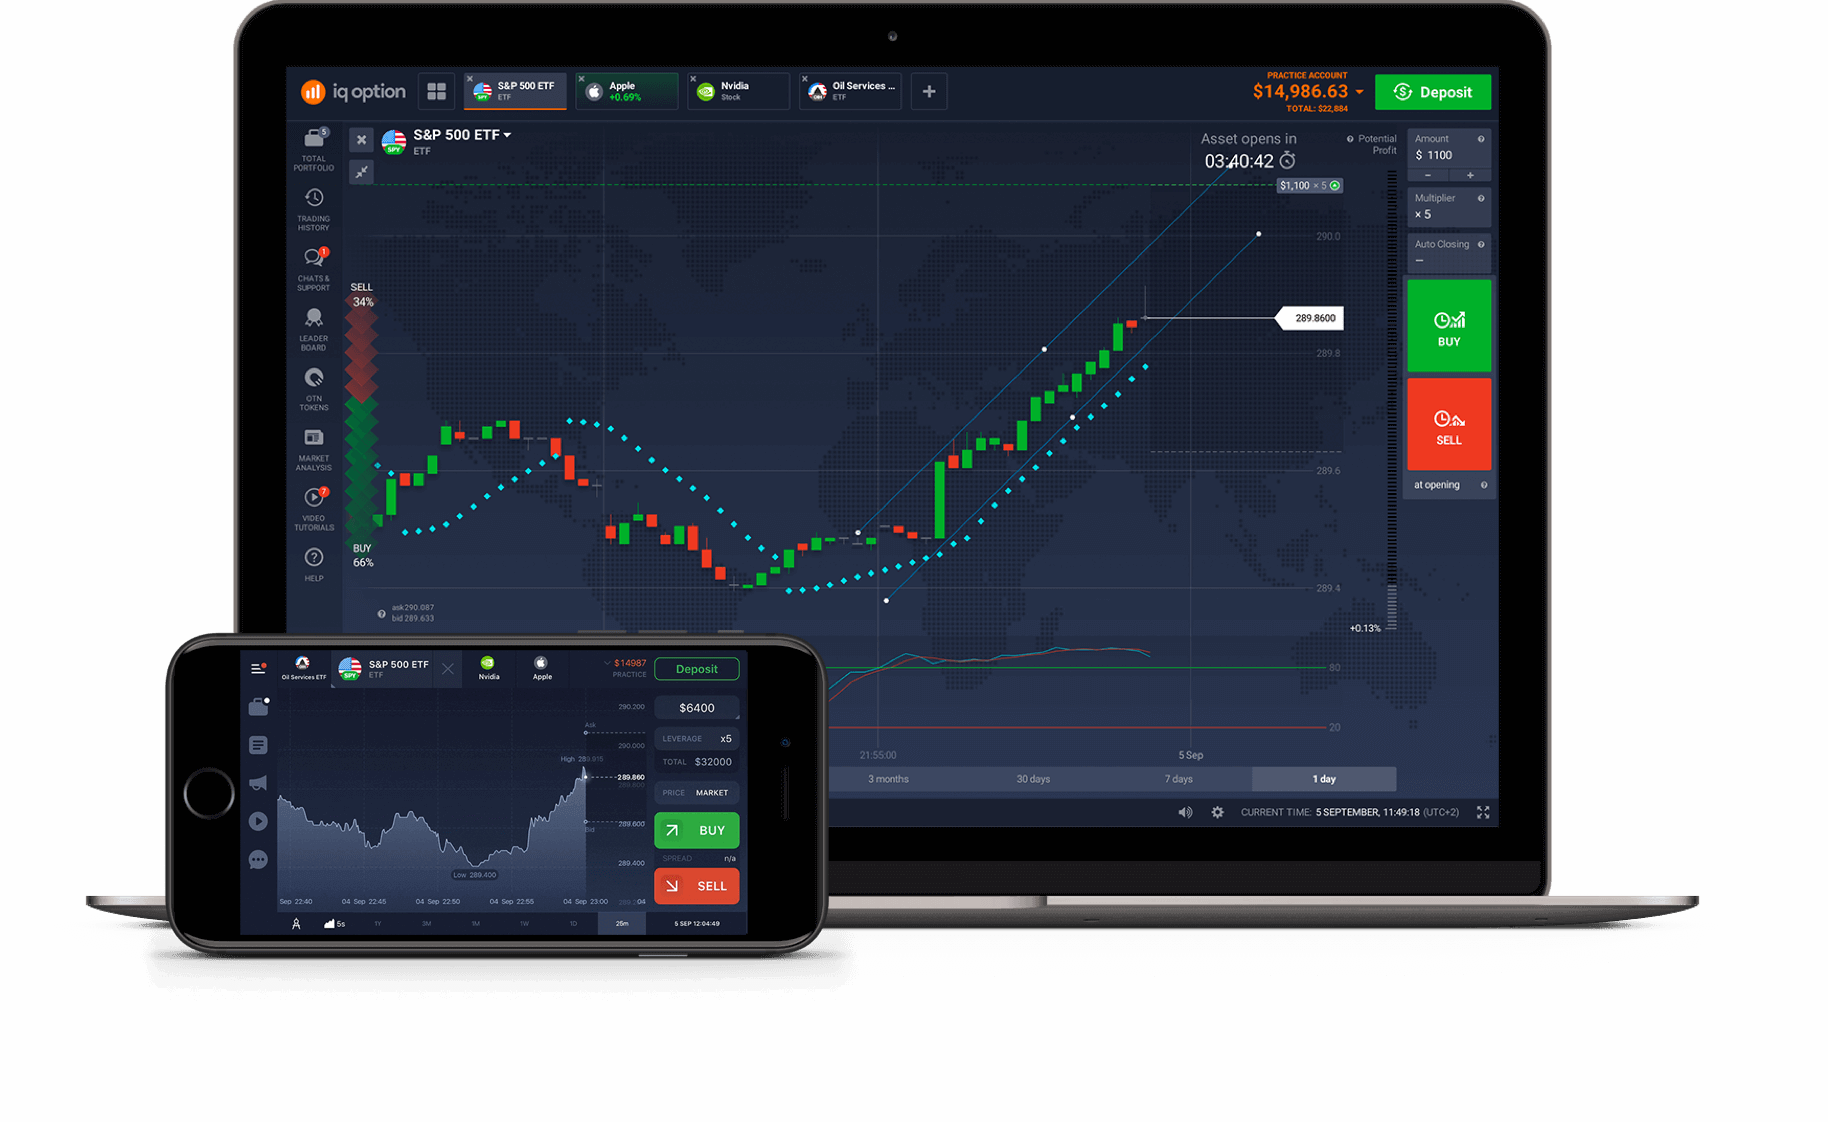 iq option
S&P 500 ETF
ETF
Apple
+0.69%
Nvidia
Stock
Oil Services ...
ETF
PRACTICE ACCOUNT
$14,986.63
TOTAL: $22,884
Deposit
5
TOTAL
PORTFOLIO
TRADING
HISTORY
1
CHATS &
SUPPORT
LEADER
BOARD
OTN
TOKENS
MARKET
ANALYSIS
7
VIDEO
TUTORIALS
HELP
SPY
S&P 500 ETF
ETF
SELL
34%
BUY
66%
ask290.087
bid 289.633
Asset opens in
03:40:42
Potential
Profit
$1,100 × 5
290.0
289.8600
289.8
289.6
289.4
+0.13%
80
20
21:55:00
5 Sep
3 months
30 days
7 days
1 day
CURRENT TIME: 5 SEPTEMBER, 11:49:18 (UTC+2)
Amount
$ 1100
Multiplier
× 5
Auto Closing
–
BUY
SELL
at opening
Oil Services ETF
SPY
S&P 500 ETF
ETF
Nvidia
Apple
$14987
PRACTICE
Deposit
290.200
Ask
290.000
High 289.915
289.860
289.800
289.600
Bid
289.400
Low 289.400
Sep 22:40
04 Sep 22:45
04 Sep 22:50
04 Sep 22:55
04 Sep 23:00
04
5s
1Y
3M
1M
1W
1D
25m
5 SEP 12:04:49
$6400
LEVERAGE x5
TOTAL $32000
PRICE MARKET
BUY
SPREAD n/a
SELL